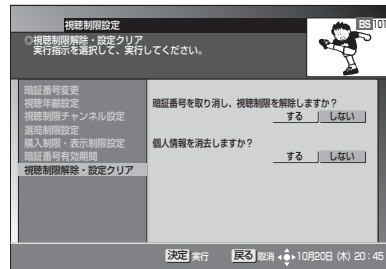 視聴制限設定
BS 101
◎視聴制限解除・設定クリア
実行指示を選択して、実行してください。
暗証番号変更
視聴年齢設定
視聴制限チャンネル設定
選局制限設定
購入制限・表示制限設定
暗証番号有効期間
視聴制限解除・設定クリア
暗証番号を取り消し、視聴制限を解除しますか？
する しない
個人情報を消去しますか？
する しない
決定 実行 戻る 取消 10月20日 (木) 20:45